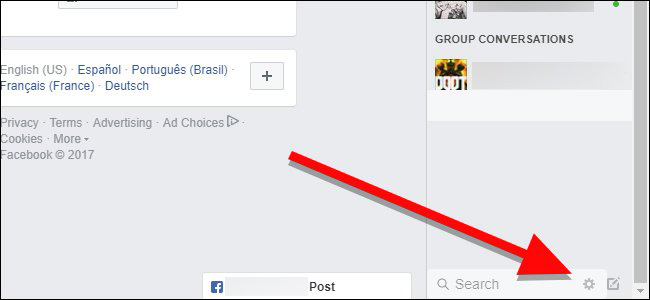 GROUP CONVERSATIONS
English (US) · Español · Português (Brasil) ·
Français (France) · Deutsch
+
Privacy · Terms · Advertising · Ad Choices ·
Cookies · More
Facebook © 2017
Post
Search